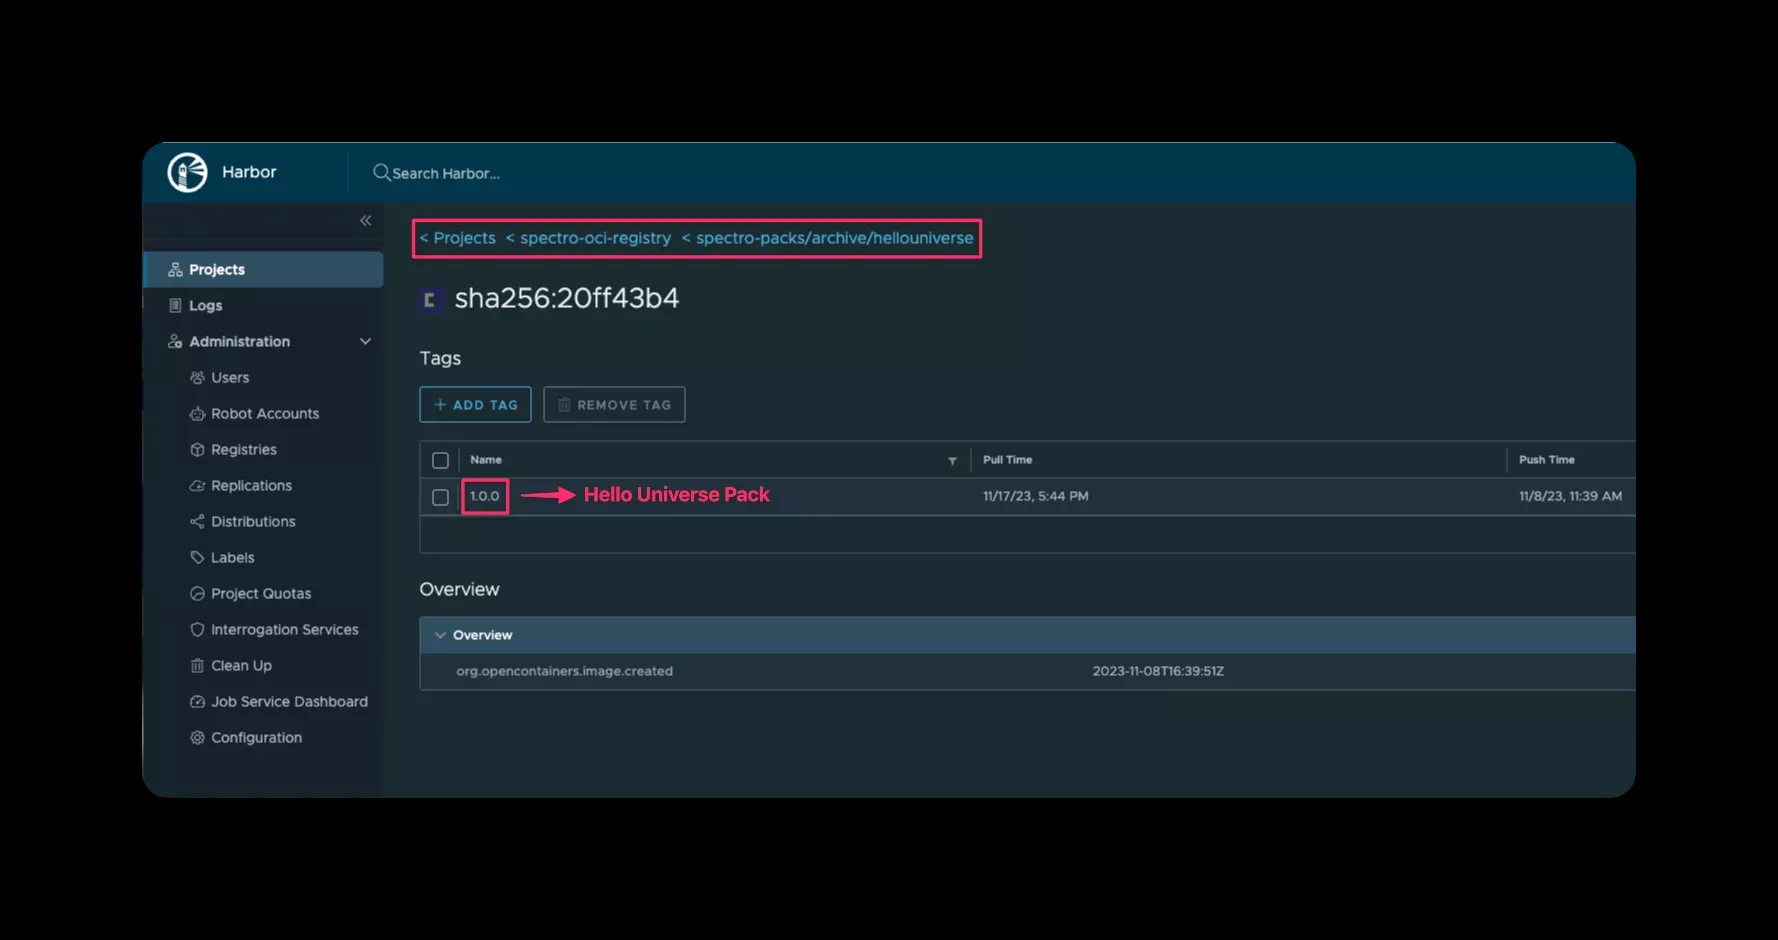 Harbor
Search Harbor...
«
< Projects < spectro-oci-registry < spectro-packs/archive/hellouniverse
Projects
Logs
Administration
Users
Robot Accounts
Registries
Replications
Distributions
Labels
Project Quotas
Interrogation Services
Clean Up
Job Service Dashboard
Configuration
sha256:20ff43b4
Tags
+ ADD TAG REMOVE TAG
Name Pull Time Push Time
1.0.0 Hello Universe Pack 11/17/23, 5:44 PM 11/8/23, 11:39 AM
Overview
Overview
org.opencontainers.image.created 2023-11-08T16:39:51Z